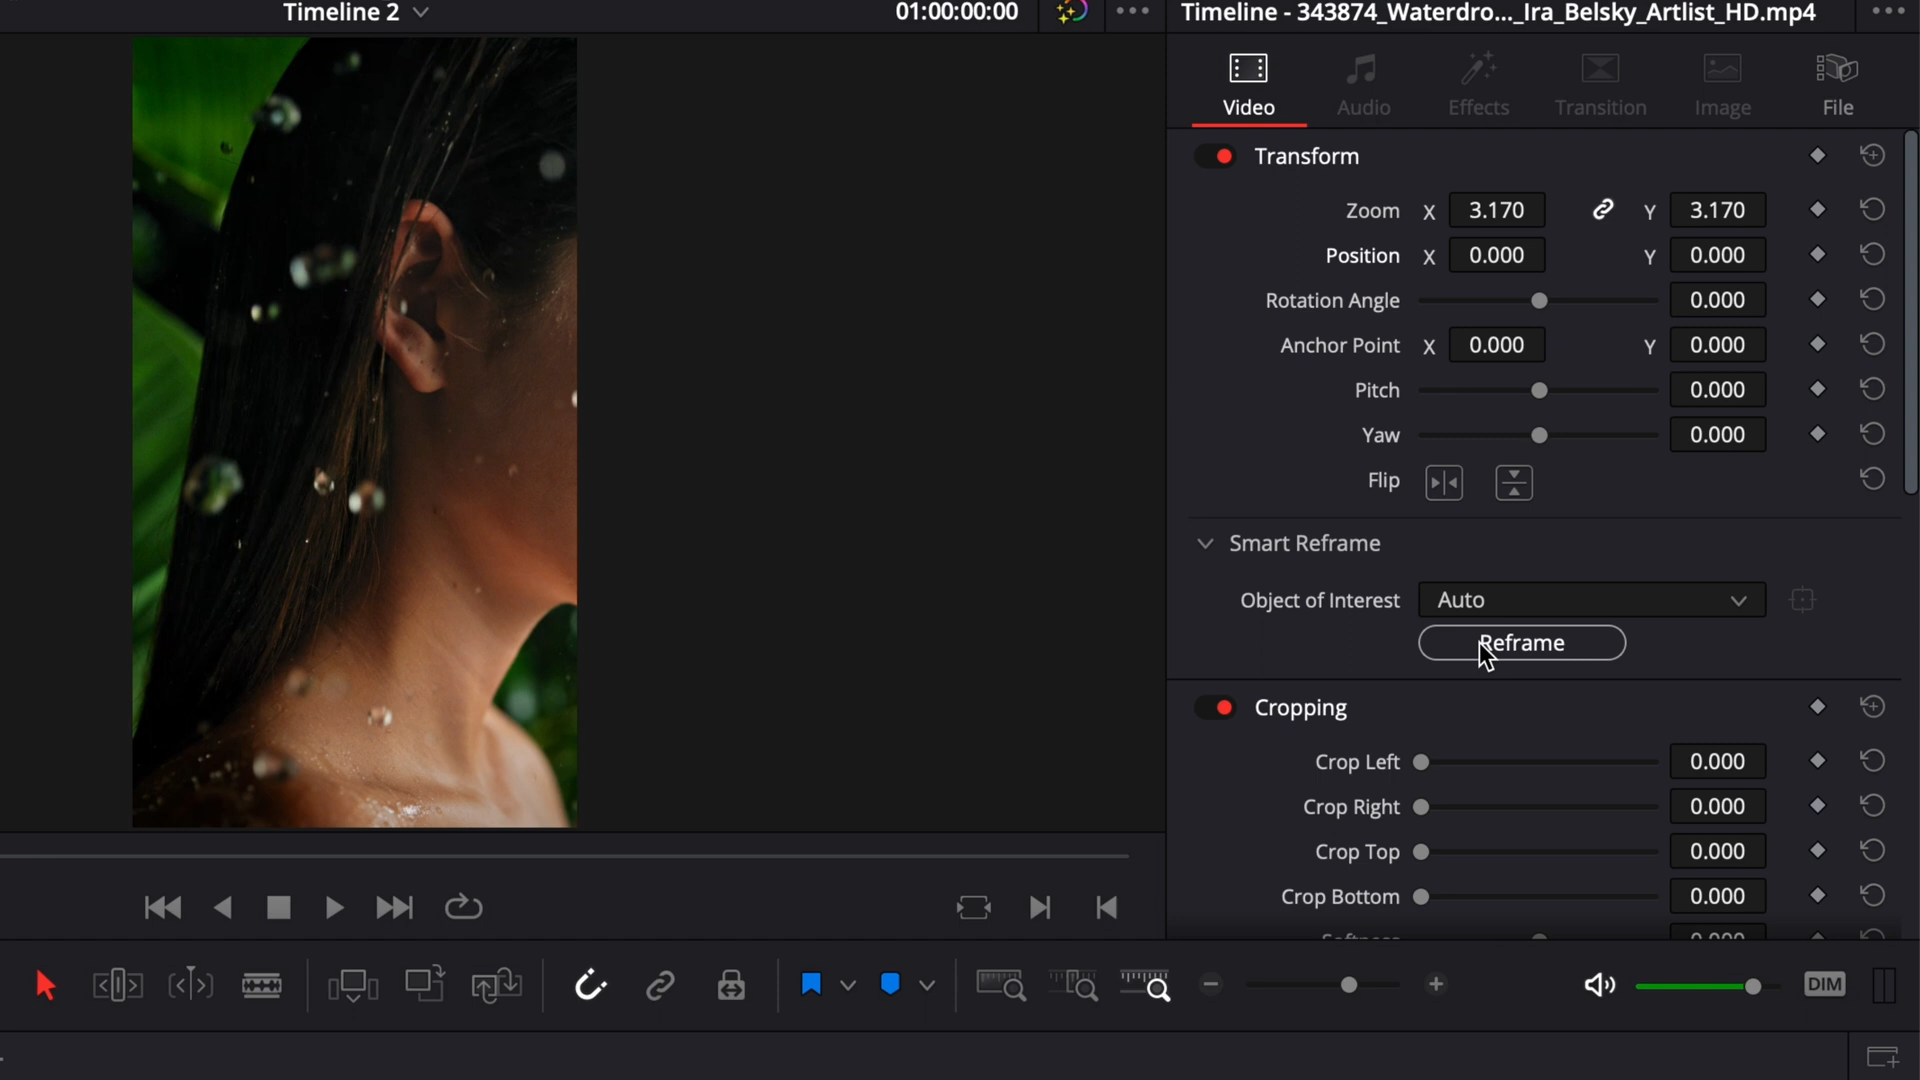 Timeline 2
01:00:00:00
Timeline - 343874_Waterdro..._Ira_Belsky_Artlist_HD.mp4
Video
Audio
Effects
Transition
Image
File
Transform
Zoom X 3.170 Y 3.170
Position X 0.000 Y 0.000
Rotation Angle 0.000
Anchor Point X 0.000 Y 0.000
Pitch 0.000
Yaw 0.000
Flip
Smart Reframe
Object of Interest Auto
Reframe
Cropping
Crop Left 0.000
Crop Right 0.000
Crop Top 0.000
Crop Bottom 0.000
Softness 0.000
DIM